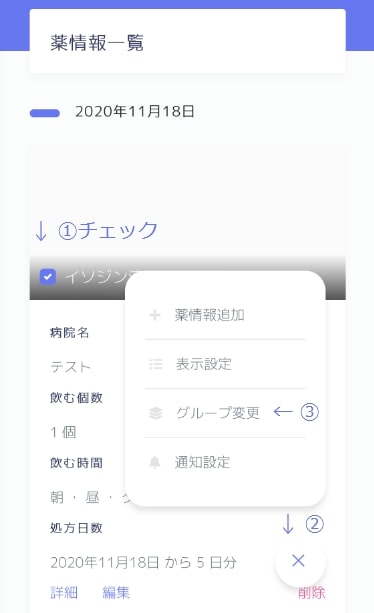 薬情報一覧
2020年11月18日
↓ ①チェック
イソジン
薬情報追加
病院名
表示設定
テスト
飲む個数
グループ変更 ← ③
1 個
飲む時間
通知設定
朝 ・ 昼 ・
処方日数
↓ ②
2020年11月18日 から 5 日分
詳細 編集 削除